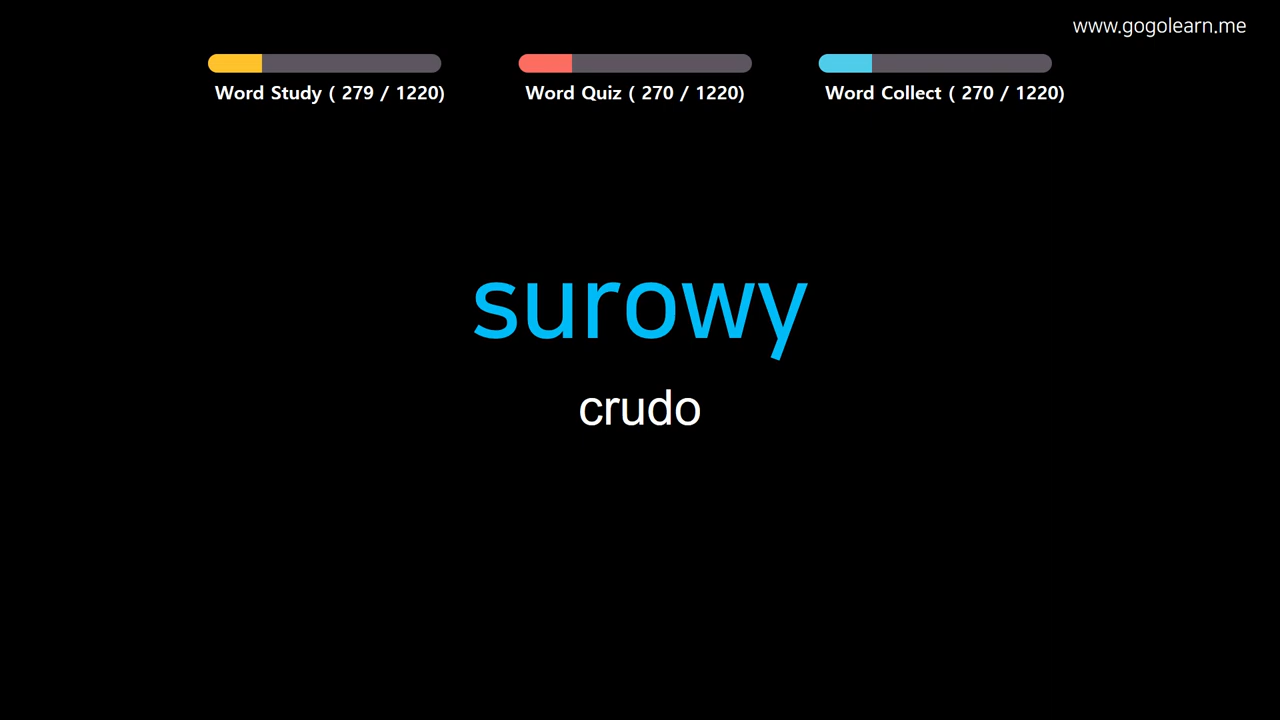 www.gogolearn.me
Word Study ( 279 / 1220)
Word Quiz ( 270 / 1220)
Word Collect ( 270 / 1220)
surowy
crudo